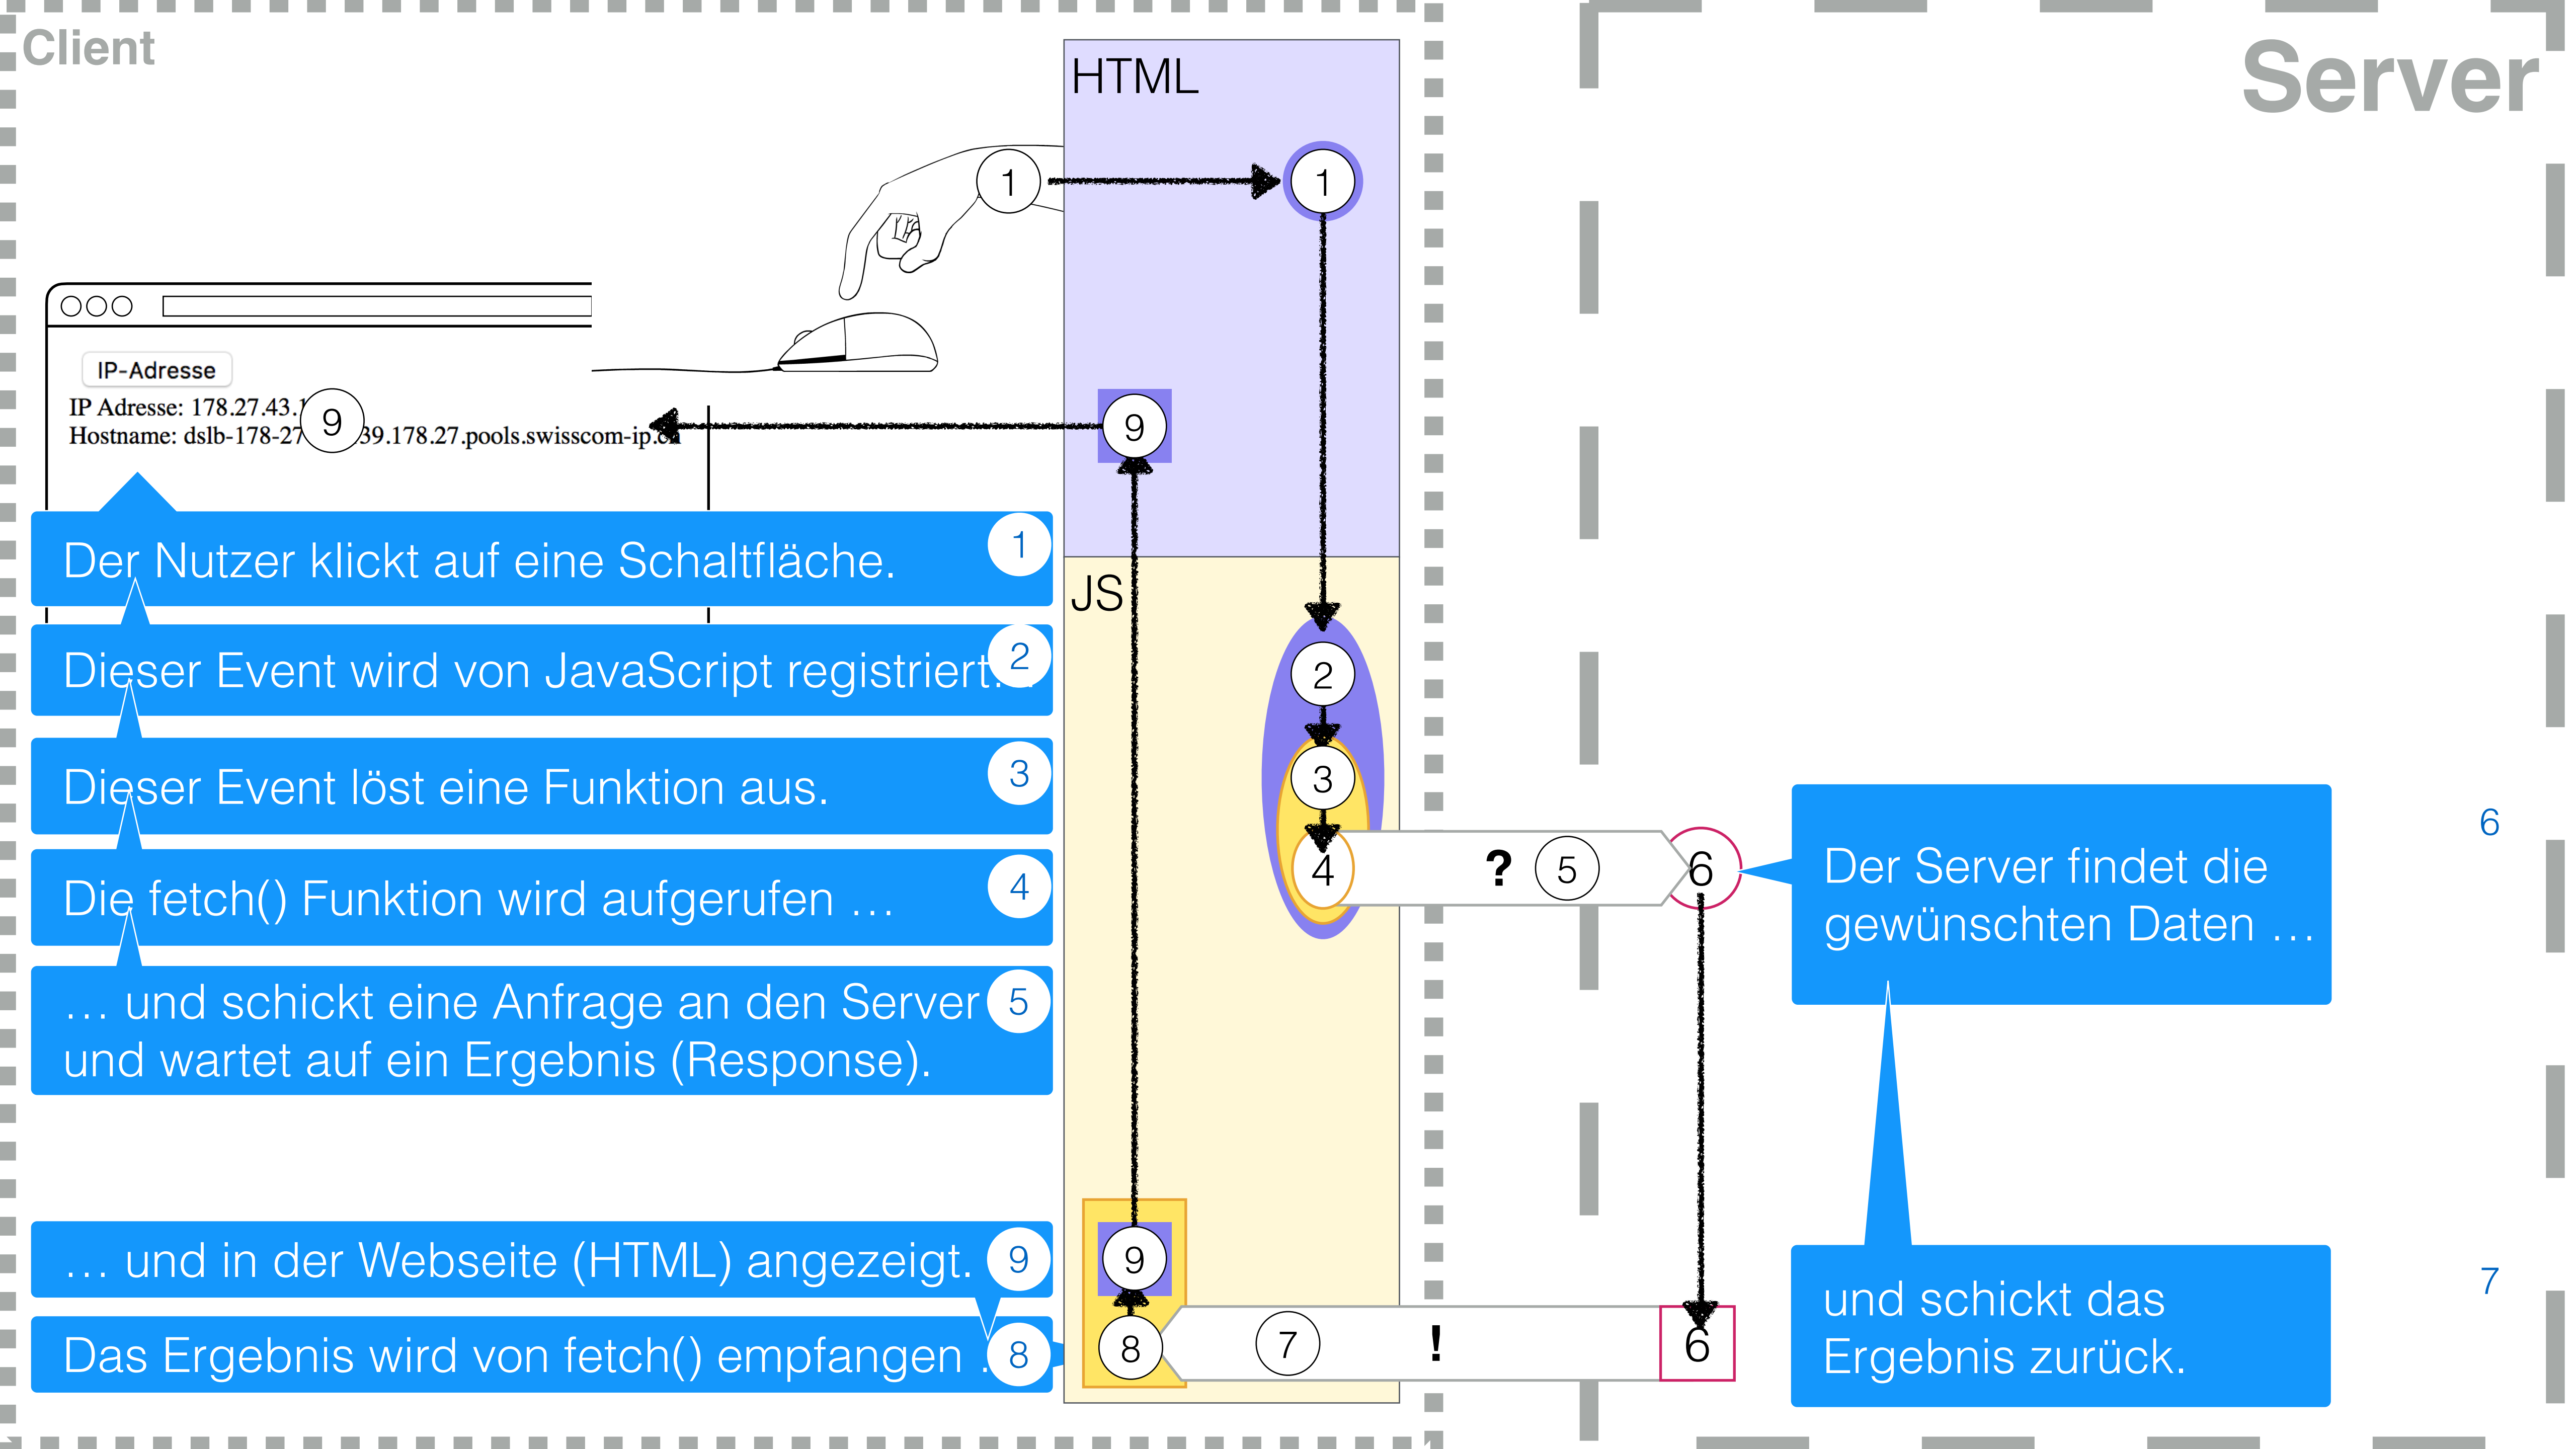 Client
Server
HTML
1
1
IP-Adresse
IP Adresse: 178.27.43.1
9
Hostname: dslb-178-27 39.178.27.pools.swisscom-ip.ch
9
Der Nutzer klickt auf eine Schaltfläche.
1
JS
Dieser Event wird von JavaScript registriert.
2
2
Dieser Event löst eine Funktion aus.
3
3
Die fetch() Funktion wird aufgerufen …
4
4
? 5
6
Der Server findet die
gewünschten Daten …
6
… und schickt eine Anfrage an den Server
und wartet auf ein Ergebnis (Response).
5
… und in der Webseite (HTML) angezeigt.
9
9
Das Ergebnis wird von fetch() empfangen .
8
8
7 !
6
und schickt das
Ergebnis zurück.
7